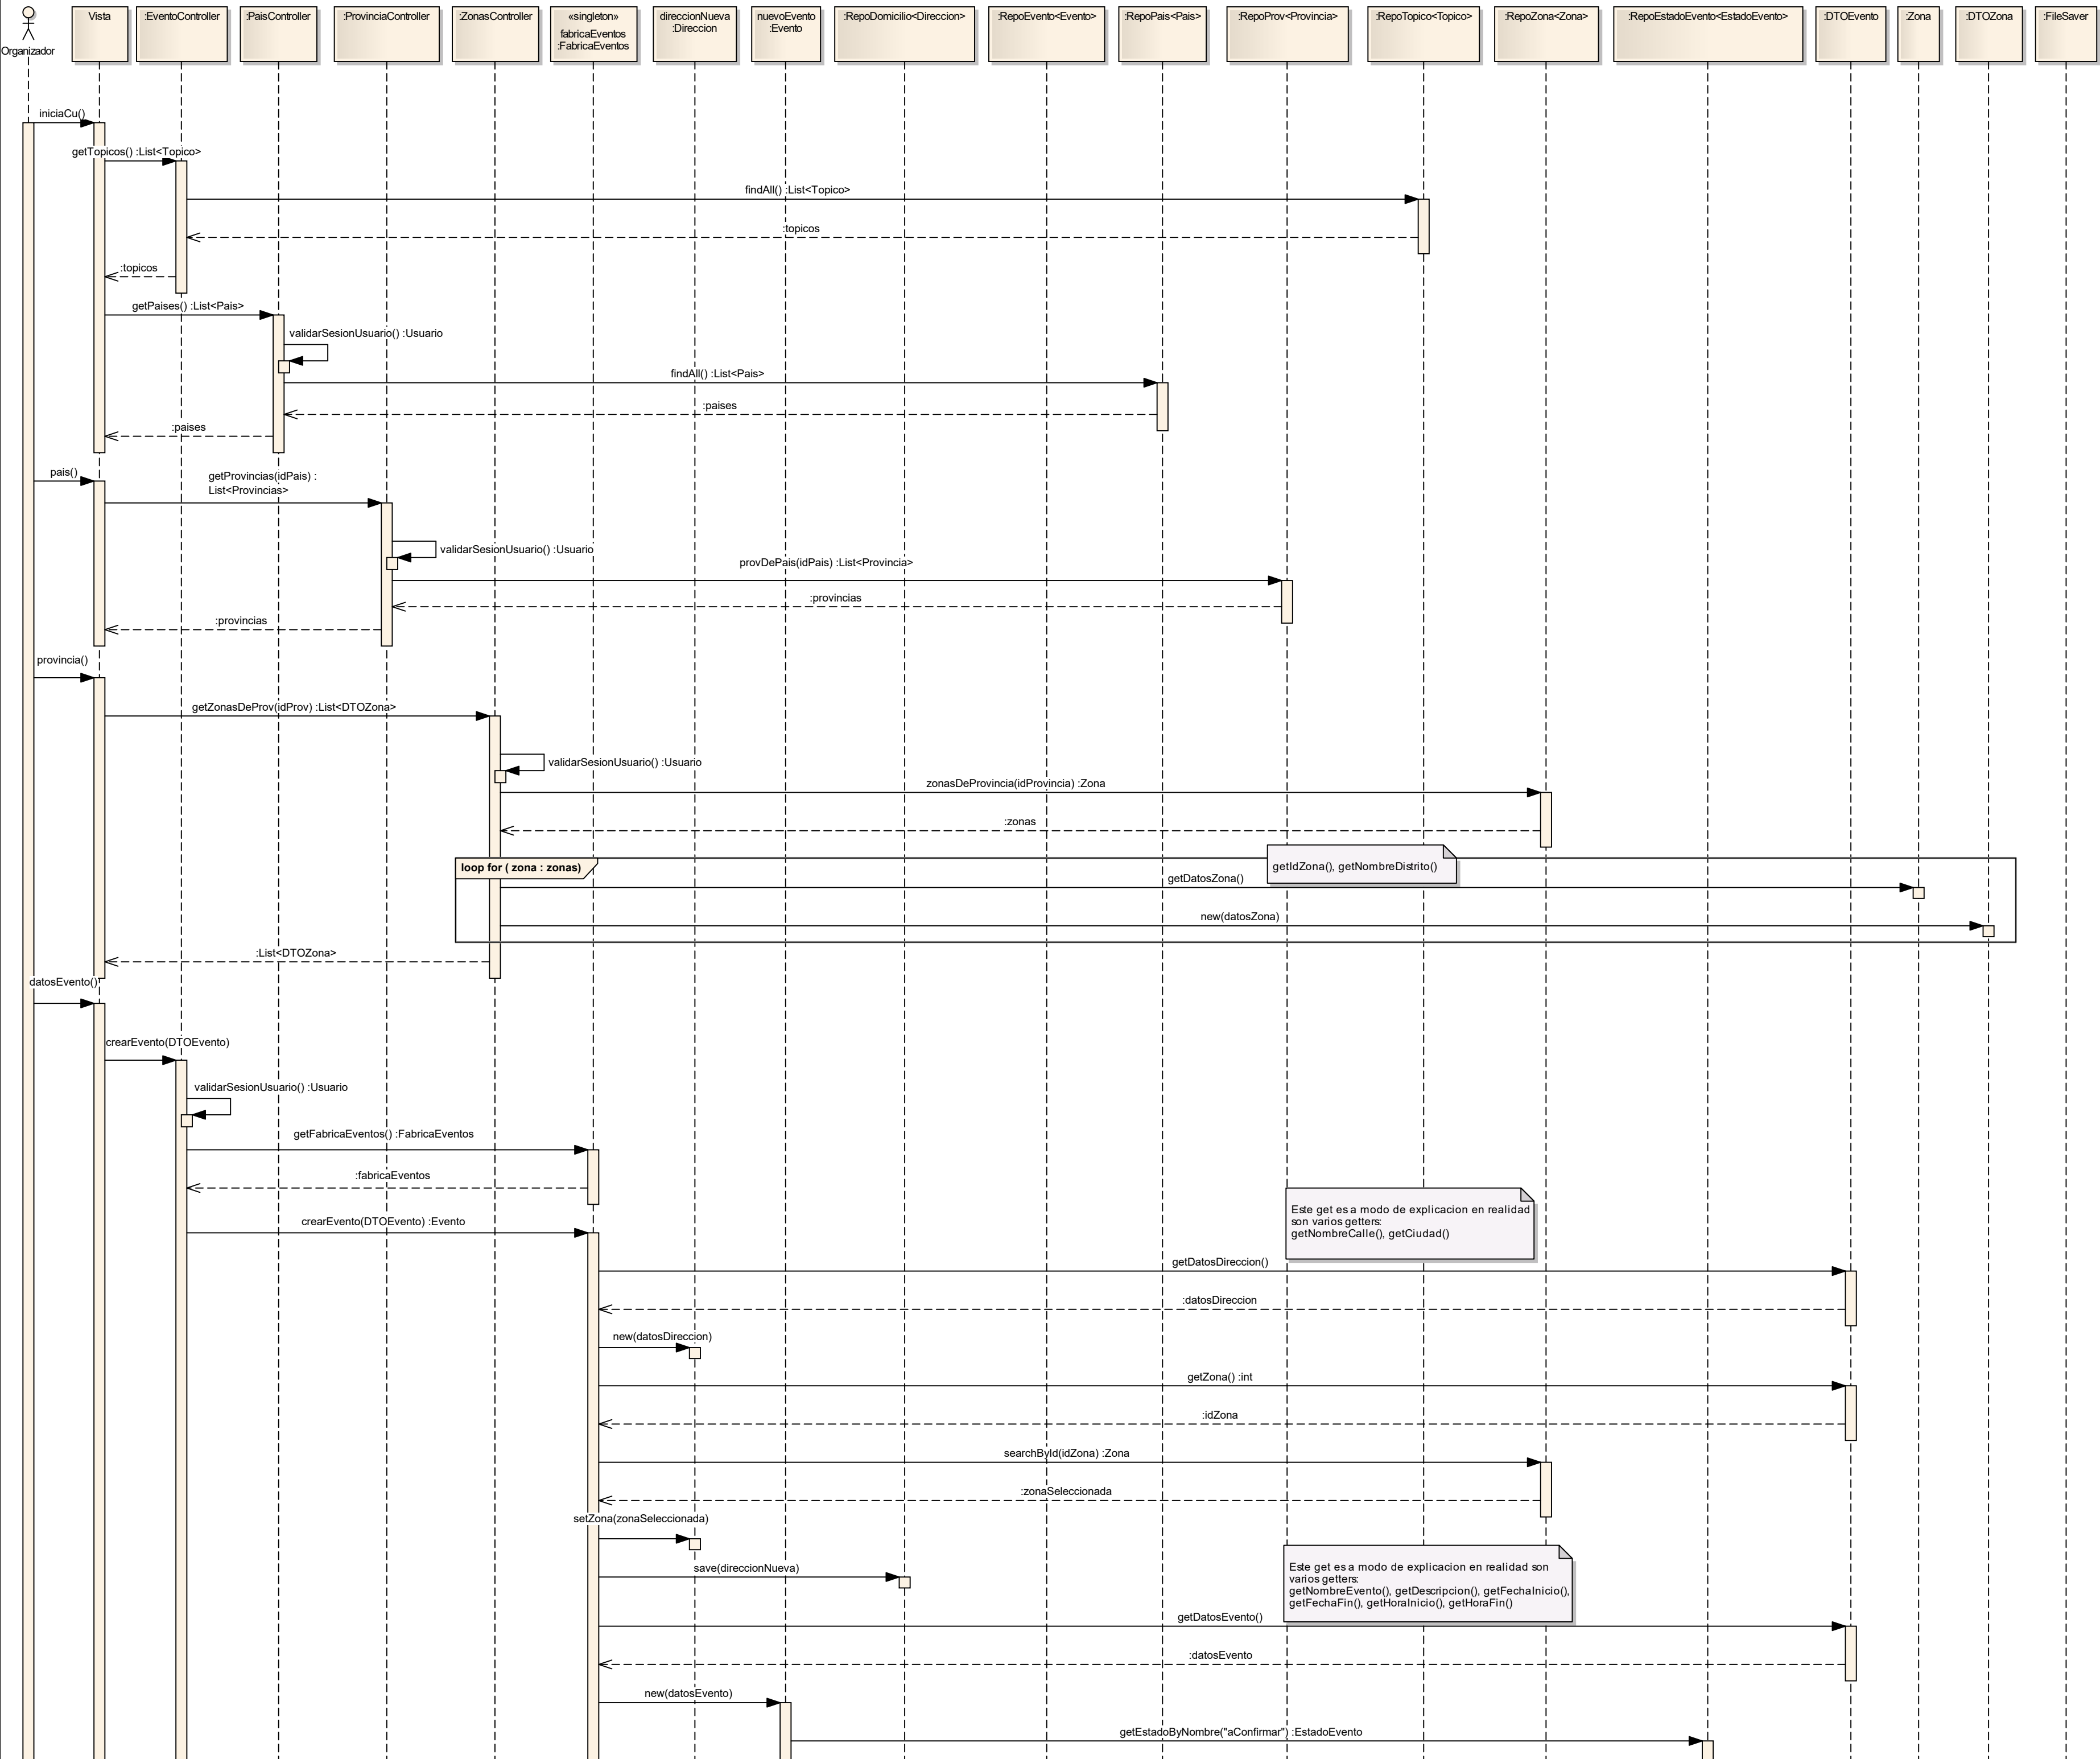 Organizador
Vista
:EventoController
:PaisController
:ProvinciaController
:ZonasController
«singleton»
fabricaEventos
:FabricaEventos
direccionNueva
:Direccion
nuevoEvento
:Evento
:RepoDomicilio<Direccion>
:RepoEvento<Evento>
:RepoPais<Pais>
:RepoProv<Provincia>
:RepoTopico<Topico>
:RepoZona<Zona>
:RepoEstadoEvento<EstadoEvento>
:DTOEvento
:Zona
:DTOZona
:FileSaver
iniciaCu()
getTopicos() :List<Topico>
findAll() :List<Topico>
:topicos
:topicos
getPaises() :List<Pais>
validarSesionUsuario() :Usuario
findAll() :List<Pais>
:paises
:paises
pais()
getProvincias(idPais) :
List<Provincias>
validarSesionUsuario() :Usuario
provDePais(idPais) :List<Provincia>
:provincias
:provincias
provincia()
getZonasDeProv(idProv) :List<DTOZona>
validarSesionUsuario() :Usuario
zonasDeProvincia(idProvincia) :Zona
:zonas
loop for ( zona : zonas)
getIdZona(), getNombreDistrito()
getDatosZona()
new(datosZona)
:List<DTOZona>
datosEvento()
crearEvento(DTOEvento)
validarSesionUsuario() :Usuario
getFabricaEventos() :FabricaEventos
:fabricaEventos
Este get es a modo de explicacion en realidad
son varios getters:
getNombreCalle(), getCiudad()
crearEvento(DTOEvento) :Evento
getDatosDireccion()
:datosDireccion
new(datosDireccion)
getZona() :int
:idZona
searchById(idZona) :Zona
:zonaSeleccionada
setZona(zonaSeleccionada)
save(direccionNueva)
Este get es a modo de explicacion en realidad son
varios getters:
getNombreEvento(), getDescripcion(), getFechaInicio(),
getFechaFin(), getHoraInicio(), getHoraFin()
getDatosEvento()
:datosEvento
new(datosEvento)
getEstadoByNombre("aConfirmar") :EstadoEvento